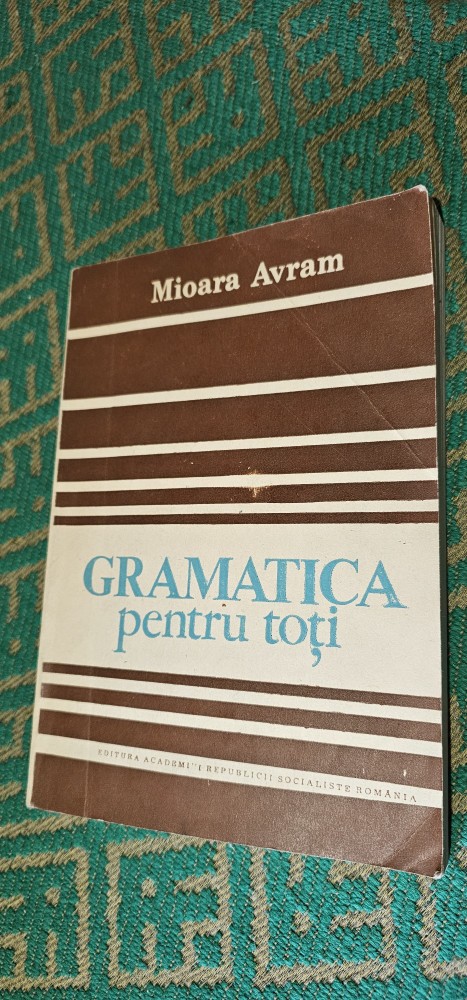 Mioara Avram
GRAMATICA
pentru toți
EDITURA ACADEMIEI REPUBLICII SOCIALISTE ROMÂNIA